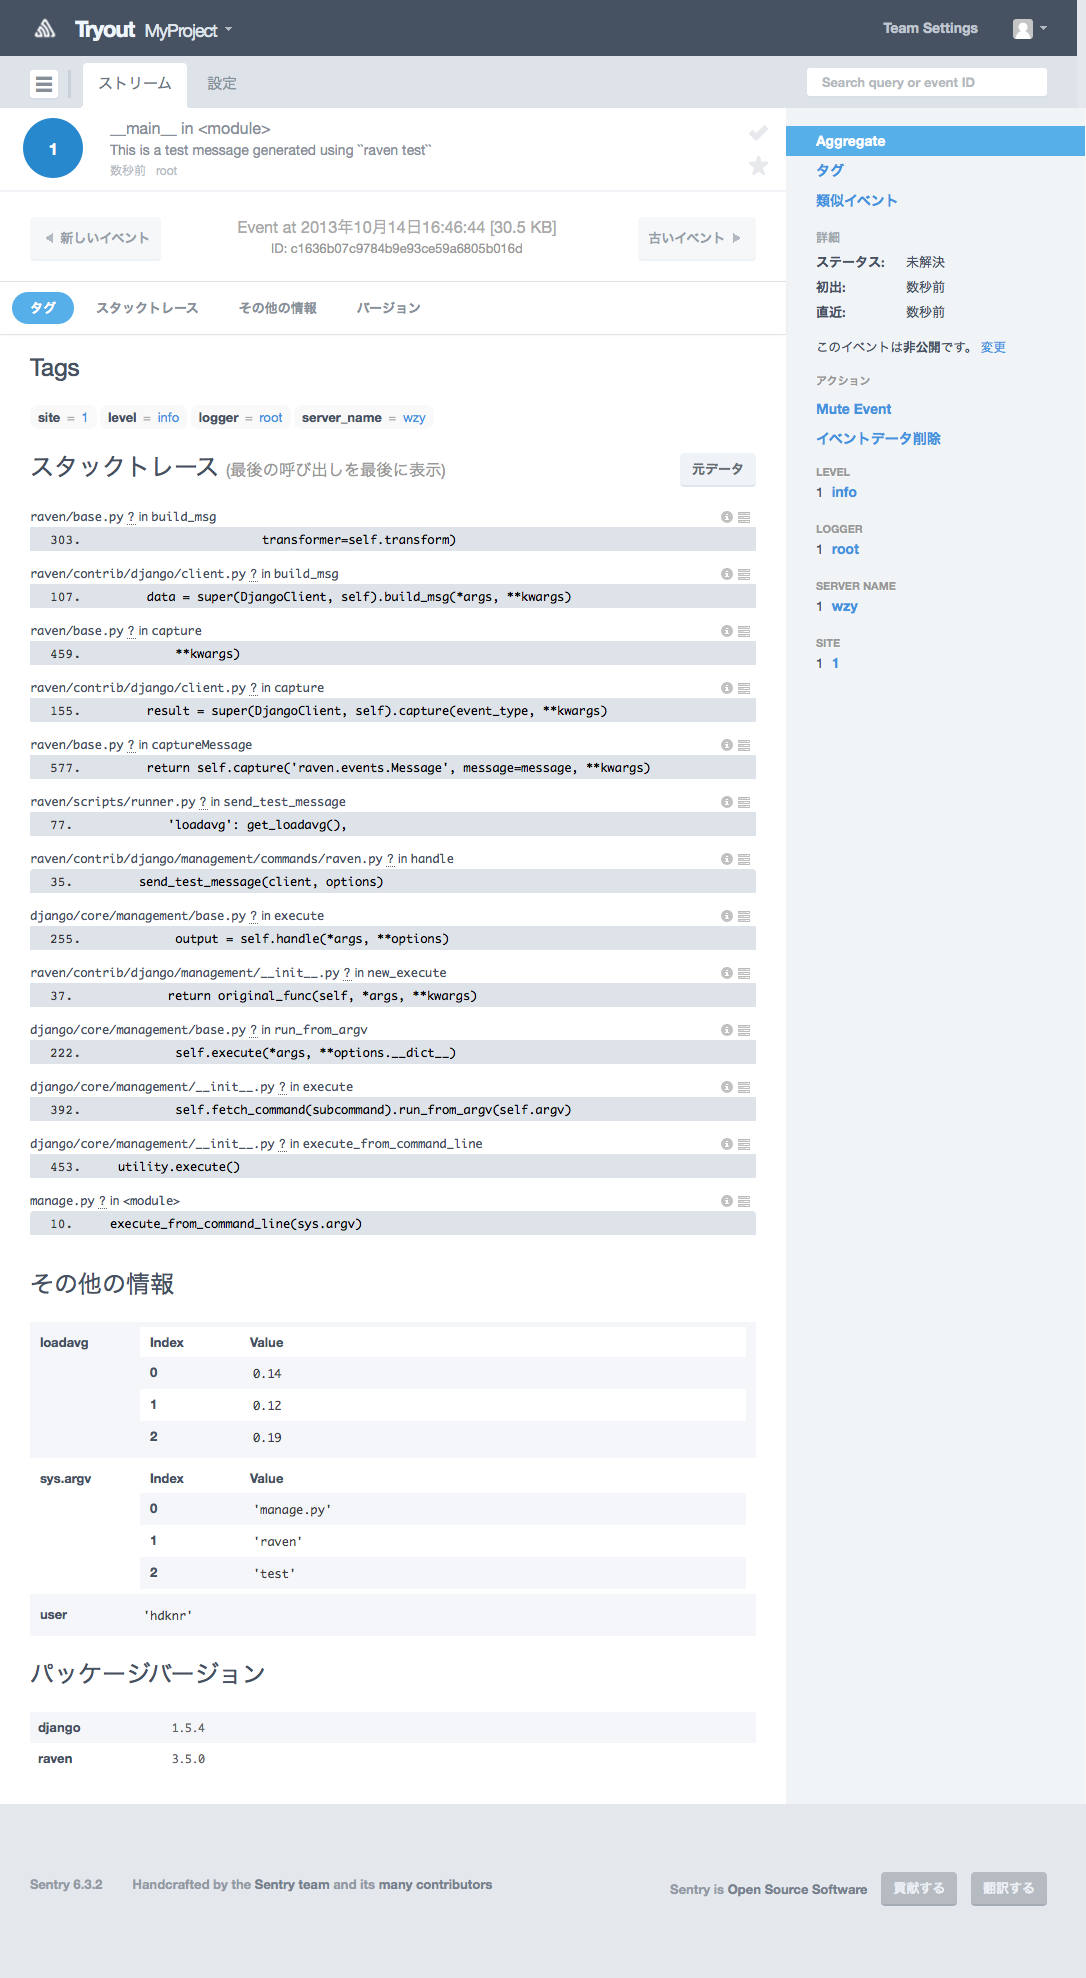 Tryout MyProject
Team Settings
ストリーム
設定
Search query or event ID
1
__main__ in <module>
This is a test message generated using ``raven test``
数秒前 root
新しいイベント
Event at 2013年10月14日16:46:44 [30.5 KB]
ID: c1636b07c9784b9e93ce59a6805b016d
古いイベント
タグ
スタックトレース
その他の情報
バージョン
Tags
site = 1
level = info
logger = root
server_name = wzy
スタックトレース (最後の呼び出しを最後に表示)
元データ
raven/base.py ? in build_msg
303. transformer=self.transform)
raven/contrib/django/client.py ? in build_msg
107. data = super(DjangoClient, self).build_msg(*args, **kwargs)
raven/base.py ? in capture
459. **kwargs)
raven/contrib/django/client.py ? in capture
155. result = super(DjangoClient, self).capture(event_type, **kwargs)
raven/base.py ? in captureMessage
577. return self.capture('raven.events.Message', message=message, **kwargs)
raven/scripts/runner.py ? in send_test_message
77. 'loadavg': get_loadavg(),
raven/contrib/django/management/commands/raven.py ? in handle
35. send_test_message(client, options)
django/core/management/base.py ? in execute
255. output = self.handle(*args, **options)
raven/contrib/django/management/__init__.py ? in new_execute
37. return original_func(self, *args, **kwargs)
django/core/management/base.py ? in run_from_argv
222. self.execute(*args, **options.__dict__)
django/core/management/__init__.py ? in execute
392. self.fetch_command(subcommand).run_from_argv(self.argv)
django/core/management/__init__.py ? in execute_from_command_line
453. utility.execute()
manage.py ? in <module>
10. execute_from_command_line(sys.argv)
その他の情報
loadavg
Index Value
0 0.14
1 0.12
2 0.19
sys.argv
Index Value
0 'manage.py'
1 'raven'
2 'test'
user 'hdknr'
パッケージバージョン
django 1.5.4
raven 3.5.0
Aggregate
タグ
類似イベント
詳細
ステータス: 未解決
初出: 数秒前
直近: 数秒前
このイベントは非公開です。 変更
アクション
Mute Event
イベントデータ削除
LEVEL
1 info
LOGGER
1 root
SERVER NAME
1 wzy
SITE
1 1
Sentry 6.3.2
Handcrafted by the Sentry team and its many contributors
Sentry is Open Source Software
貢献する
翻訳する